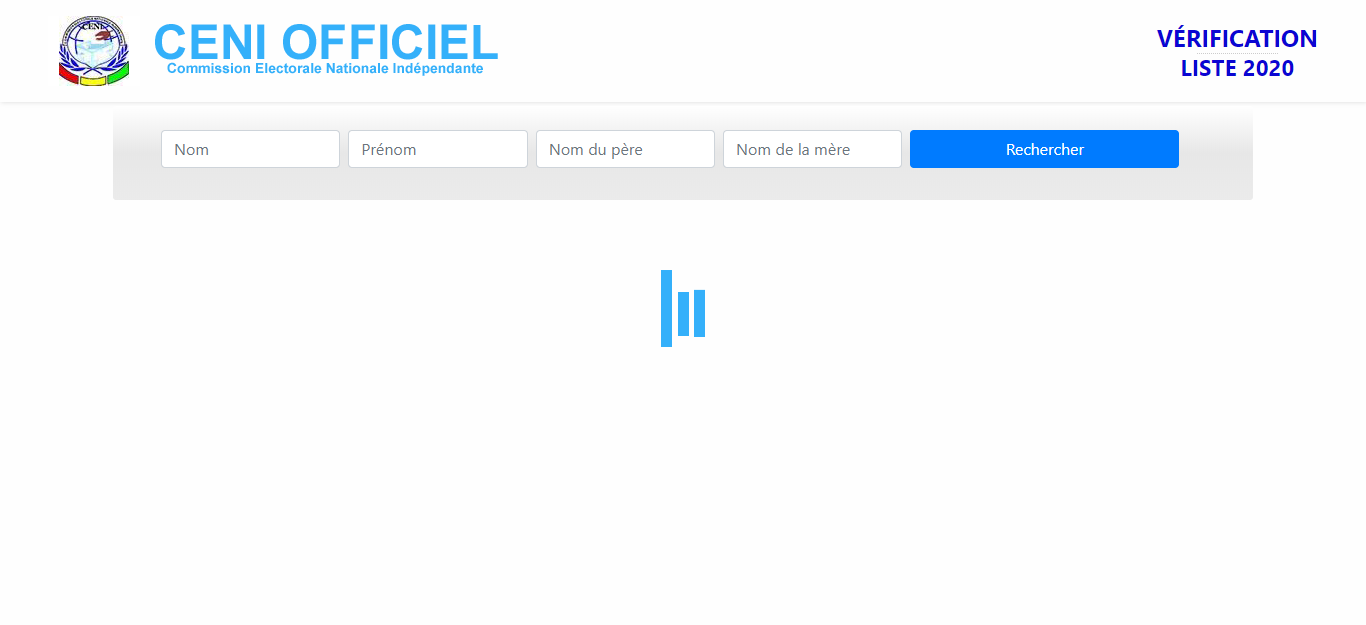 CENI
CENI OFFICIEL
Commission Electorale Nationale Indépendante
VÉRIFICATION
LISTE 2020
Nom
Prénom
Nom du père
Nom de la mère
Rechercher